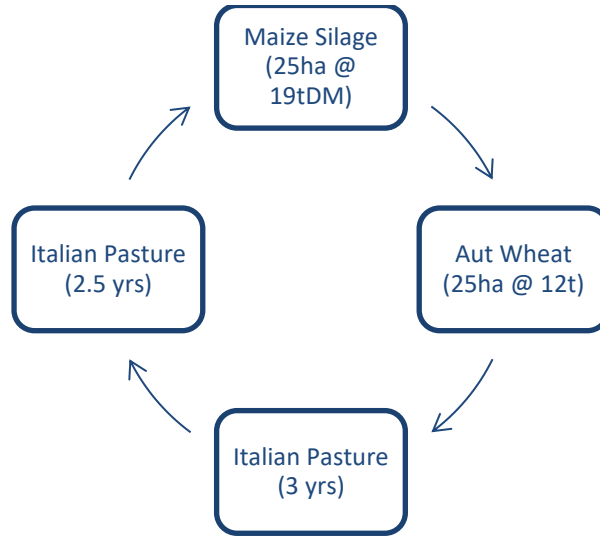 Maize Silage
(25ha @
19tDM)
Aut Wheat
(25ha @ 12t)
Italian Pasture
(3 yrs)
Italian Pasture
(2.5 yrs)